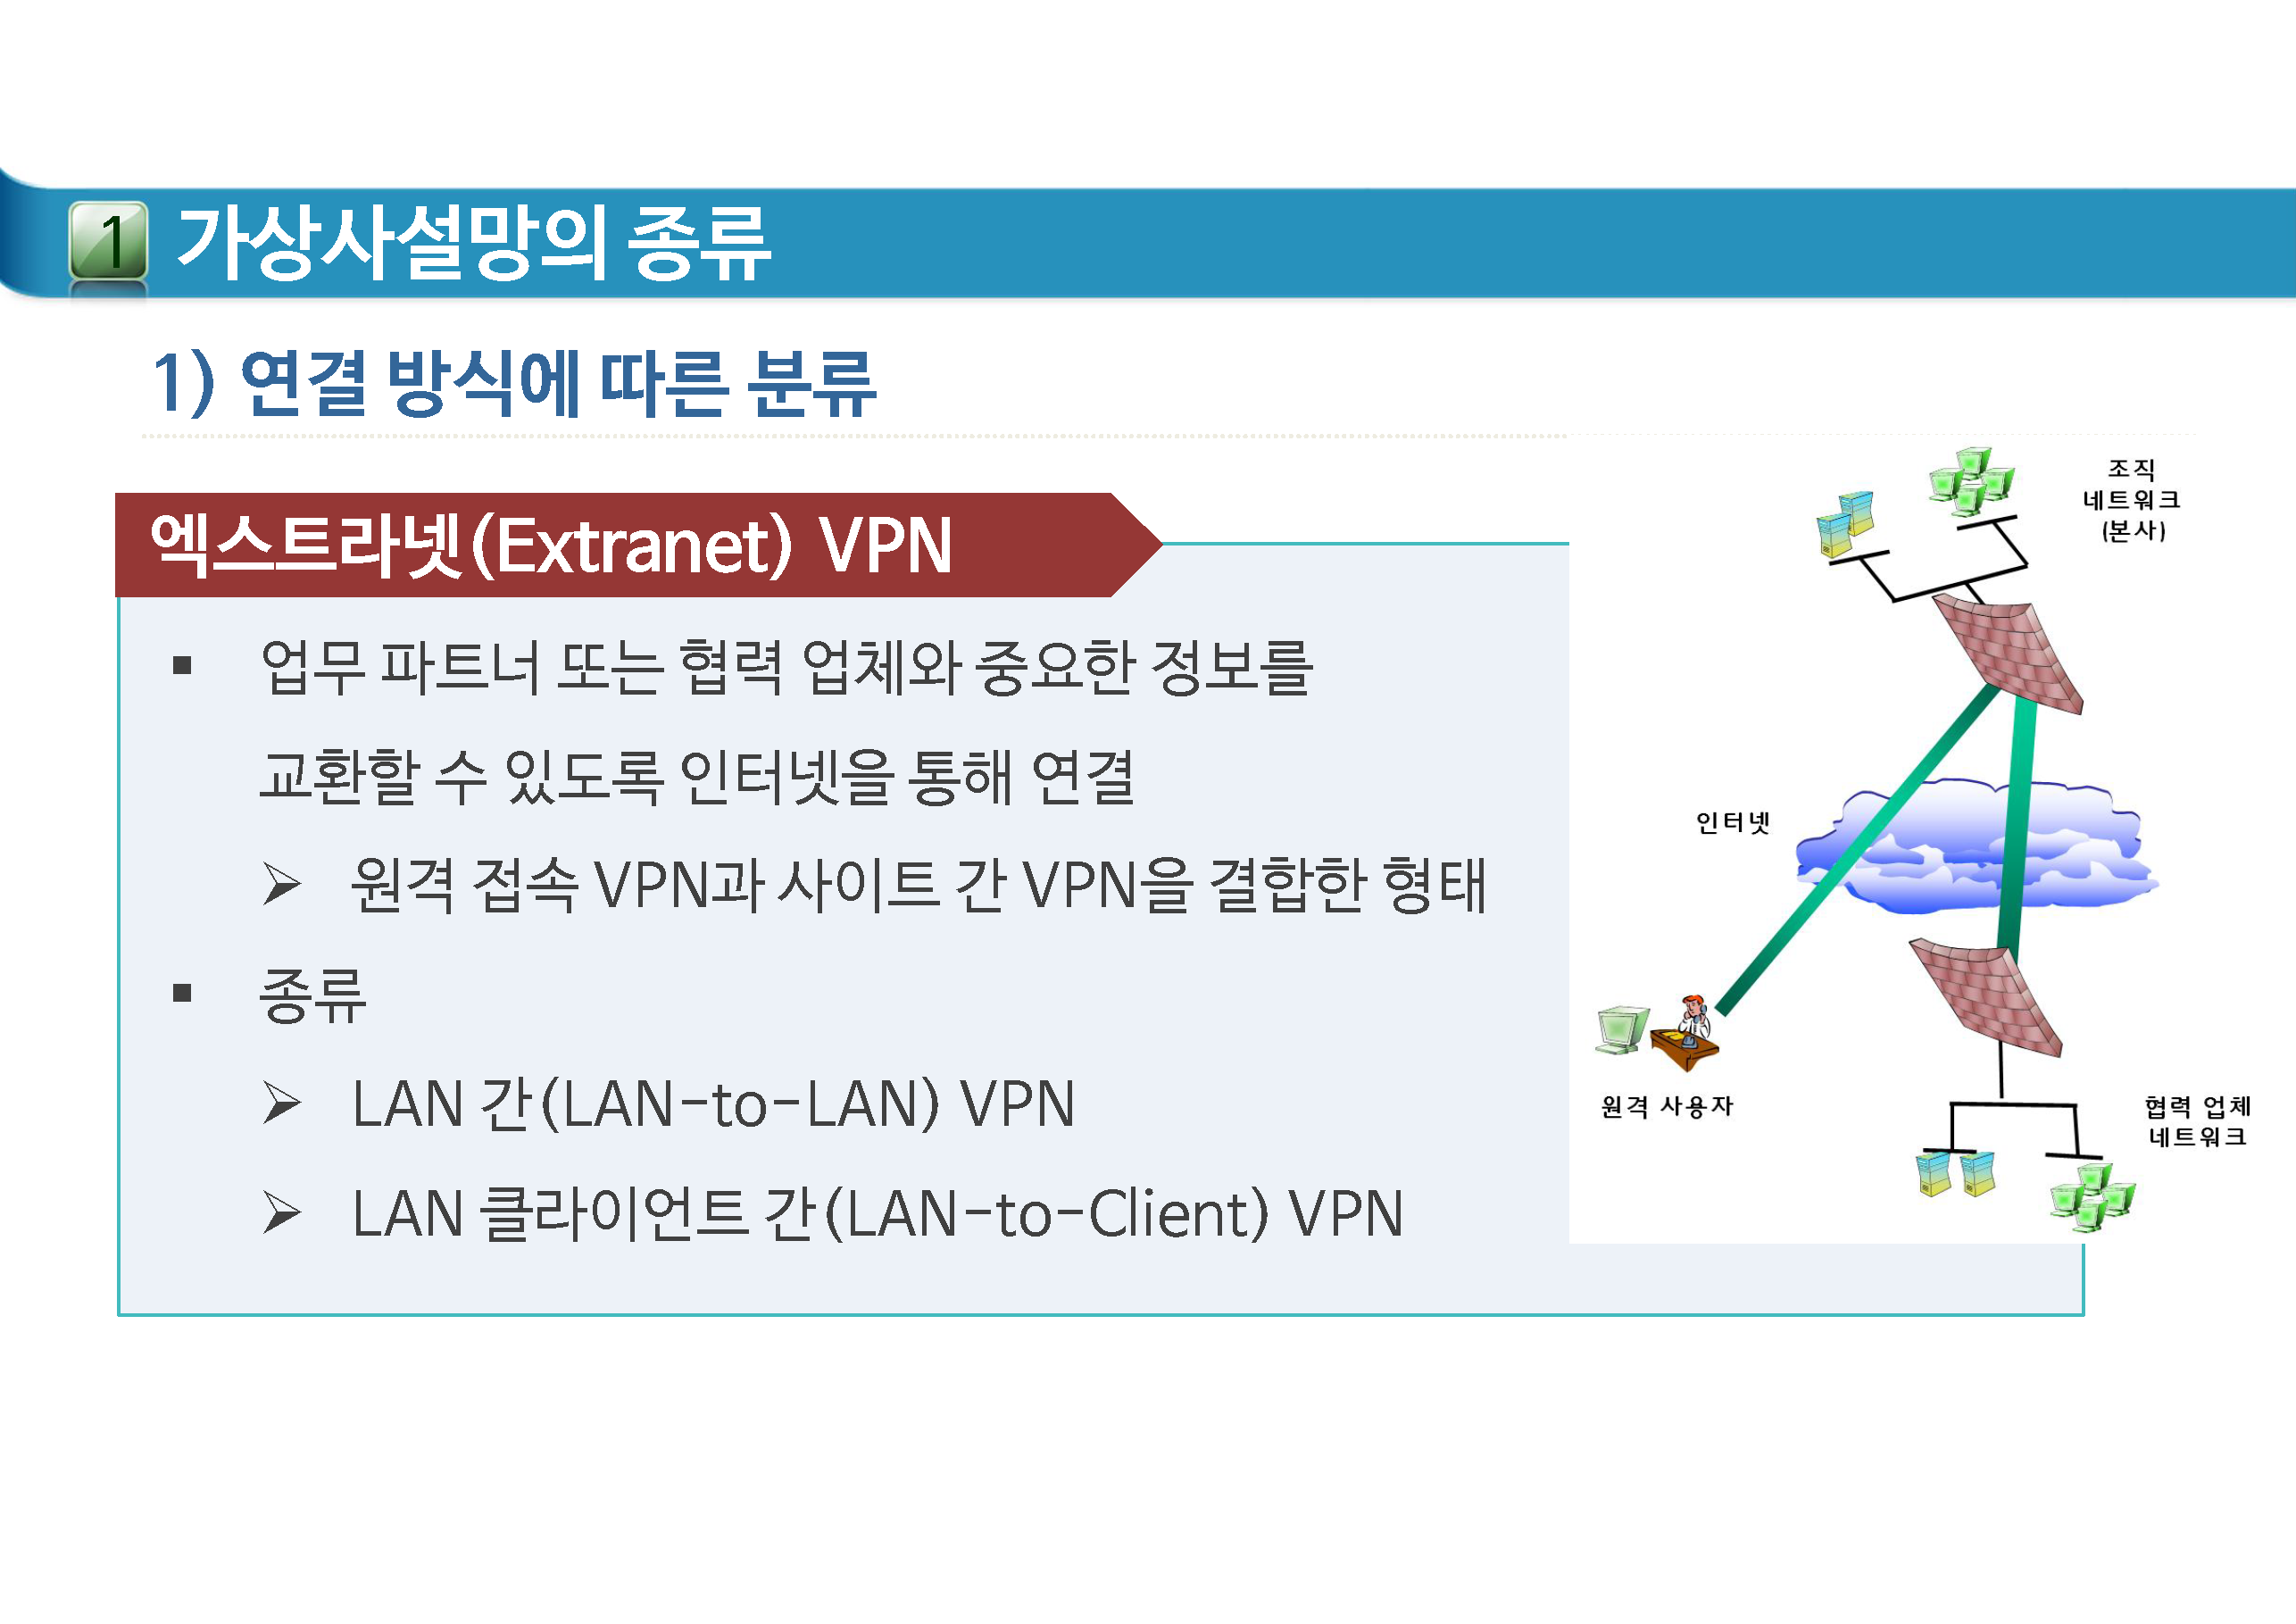 1 가상사설망의 종류
1) 연결 방식에 따른 분류
엑스트라넷(Extranet) VPN
▪ 업무 파트너 또는 협력 업체와 중요한 정보를
교환할 수 있도록 인터넷을 통해 연결
➢ 원격 접속 VPN과 사이트 간 VPN을 결합한 형태
▪ 종류
➢ LAN 간(LAN-to-LAN) VPN
➢ LAN 클라이언트 간(LAN-to-Client) VPN
조직
네트워크
(본사)
인터넷
원격 사용자
협력 업체
네트워크